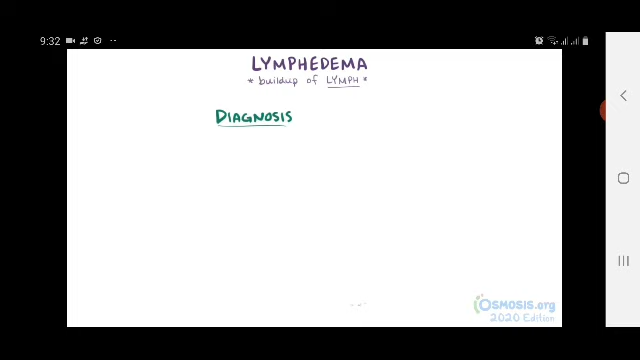 9:32
LYMPHEDEMA
* buildup of LYMPH *
DIAGNOSIS
OSMOSIS.org
2020 Edition